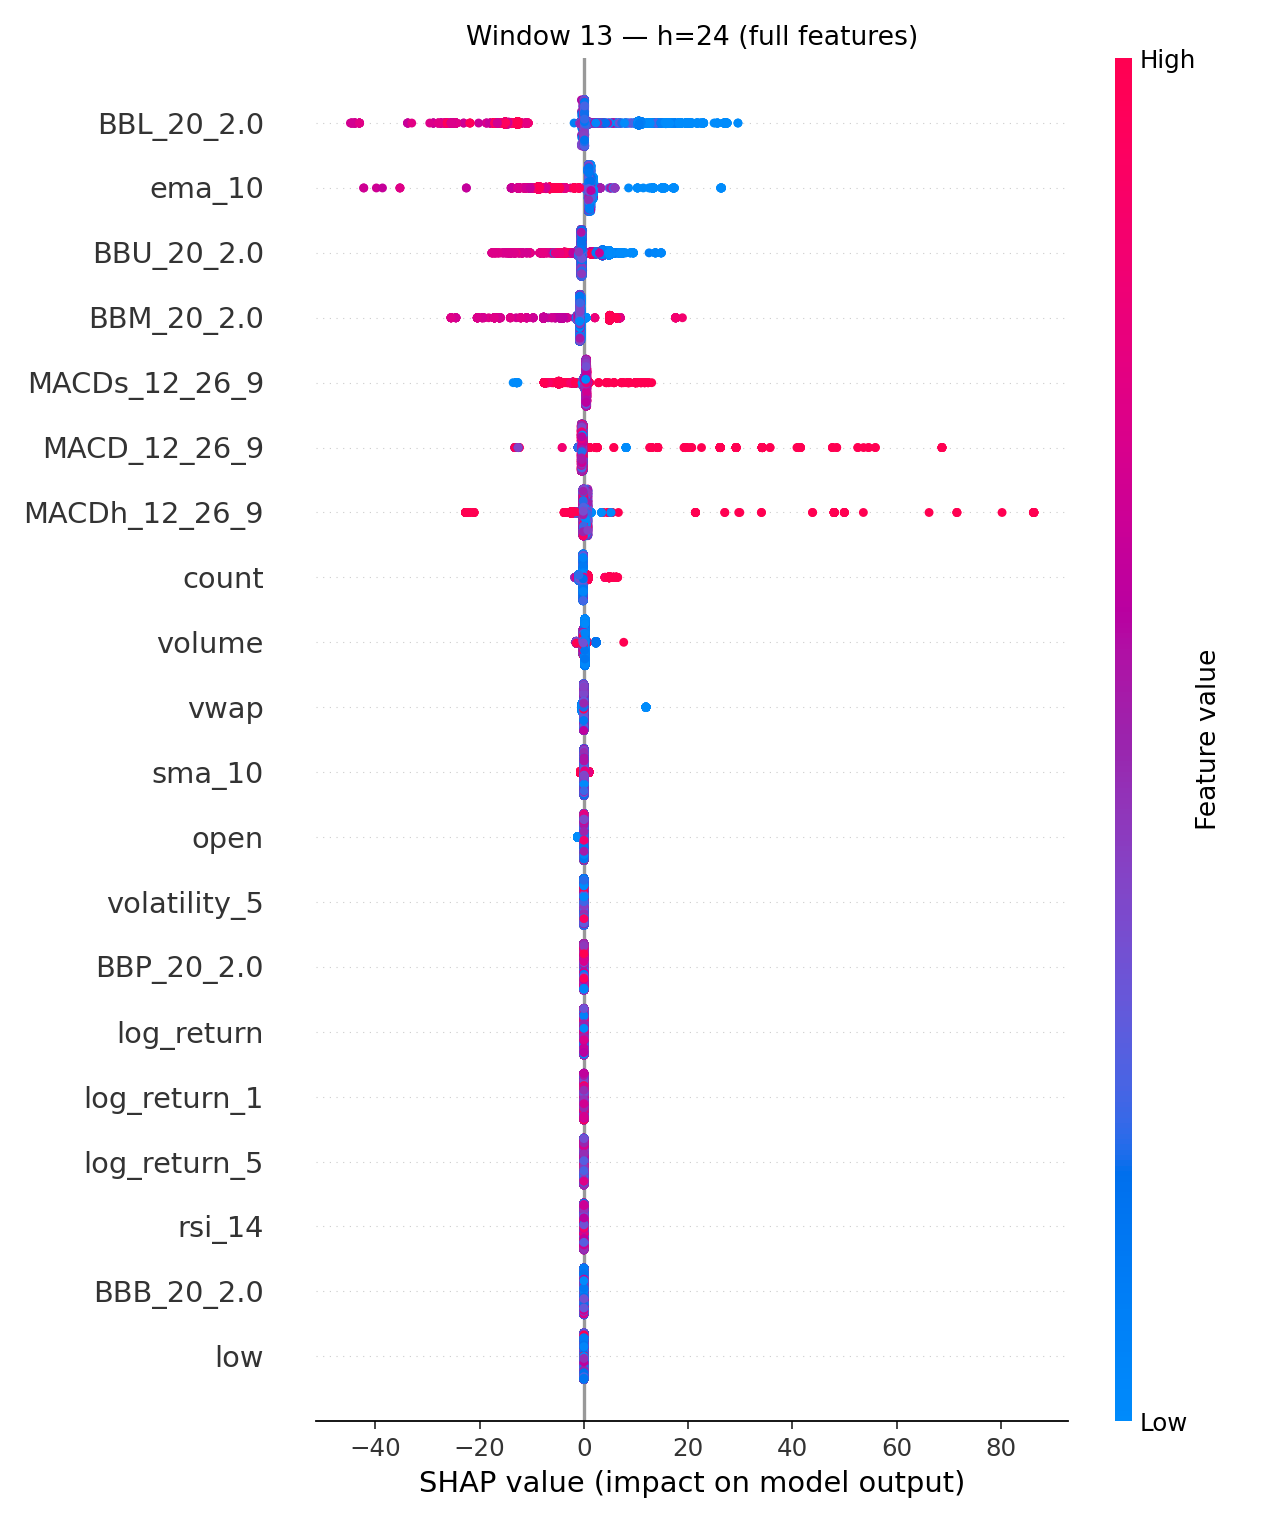 Window 13 — h=24 (full features)
High
BBL_20_2.0
ema_10
BBU_20_2.0
BBM_20_2.0
MACDs_12_26_9
MACD_12_26_9
MACDh_12_26_9
count
volume
vwap
sma_10
open
volatility_5
BBP_20_2.0
log_return
log_return_1
log_return_5
rsi_14
BBB_20_2.0
low
Feature value
Low
−40 −20 0 20 40 60 80
SHAP value (impact on model output)